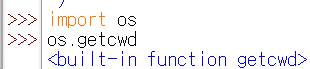 >>> import os
>>> os.getcwd
<built-in function getcwd>